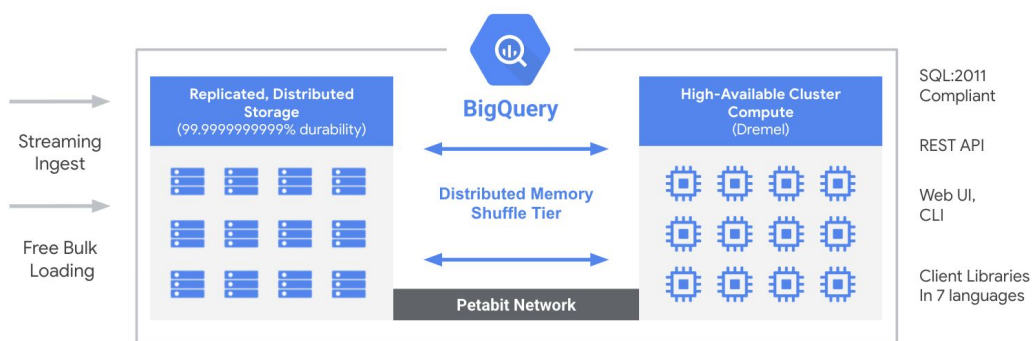 Streaming
Ingest
Free Bulk
Loading
Replicated, Distributed
Storage
(99.9999999999% durability)
BigQuery
Distributed Memory
Shuffle Tier
Petabit Network
High-Available Cluster
Compute
(Dremel)
SQL:2011
Compliant
REST API
Web UI,
CLI
Client Libraries
In 7 languages